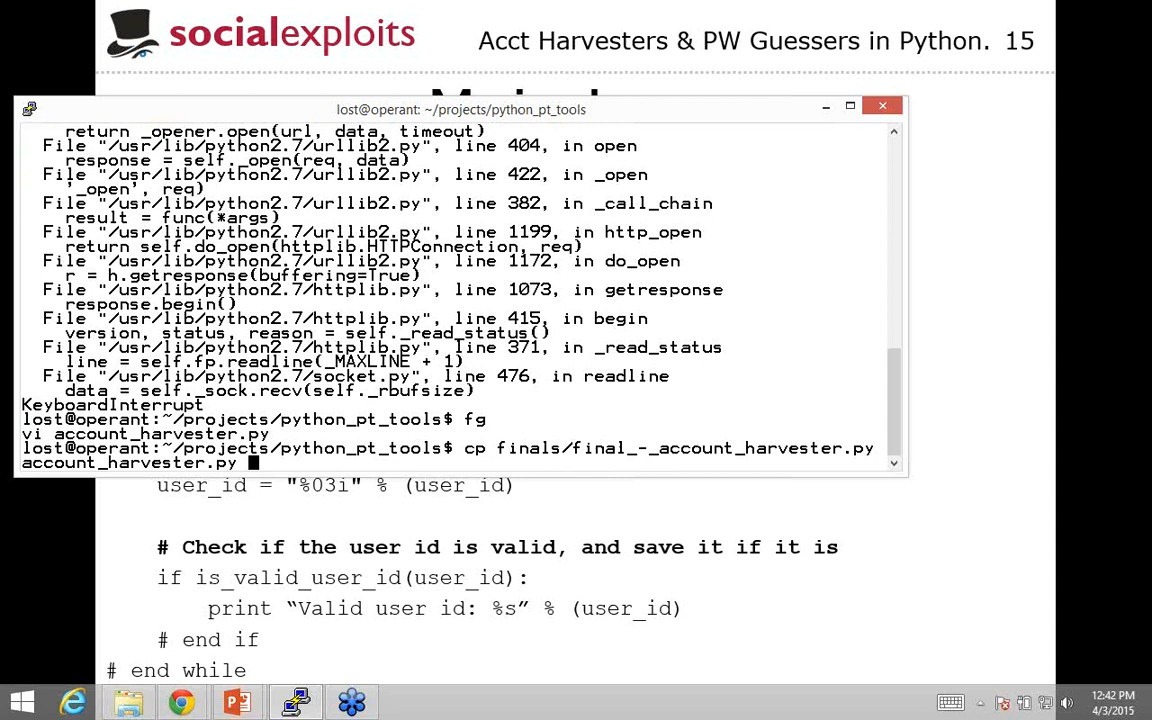 socialexploits
Acct Harvesters & PW Guessers in Python. 15
lost@operant: ~/projects/python_pt_tools
return _opener.open(url, data, timeout)
File "/usr/lib/python2.7/urllib2.py", line 404, in open
response = self._open(req, data)
File "/usr/lib/python2.7/urllib2.py", line 422, in _open
'_open', req)
File "/usr/lib/python2.7/urllib2.py", line 382, in _call_chain
result = func(*args)
File "/usr/lib/python2.7/urllib2.py", line 1199, in http_open
return self.do_open(httplib.HTTPConnection, req)
File "/usr/lib/python2.7/urllib2.py", line 1172, in do_open
r = h.getresponse(buffering=True)
File "/usr/lib/python2.7/httplib.py", line 1073, in getresponse
response.begin()
File "/usr/lib/python2.7/httplib.py", line 415, in begin
version, status, reason = self._read_status()
File "/usr/lib/python2.7/httplib.py", line 371, in _read_status
line = self.fp.readline(_MAXLINE + 1)
File "/usr/lib/python2.7/socket.py", line 476, in readline
data = self._sock.recv(self._rbufsize)
KeyboardInterrupt
lost@operant:~/projects/python_pt_tools$ fg
vi account_harvester.py
lost@operant:~/projects/python_pt_tools$ cp finals/final_-_account_harvester.py
account_harvester.py
user_id = "%03i" % (user_id)
# Check if the user id is valid, and save it if it is
if is_valid_user_id(user_id):
print “Valid user id: %s” % (user_id)
# end if
# end while
12:42 PM
4/3/2015